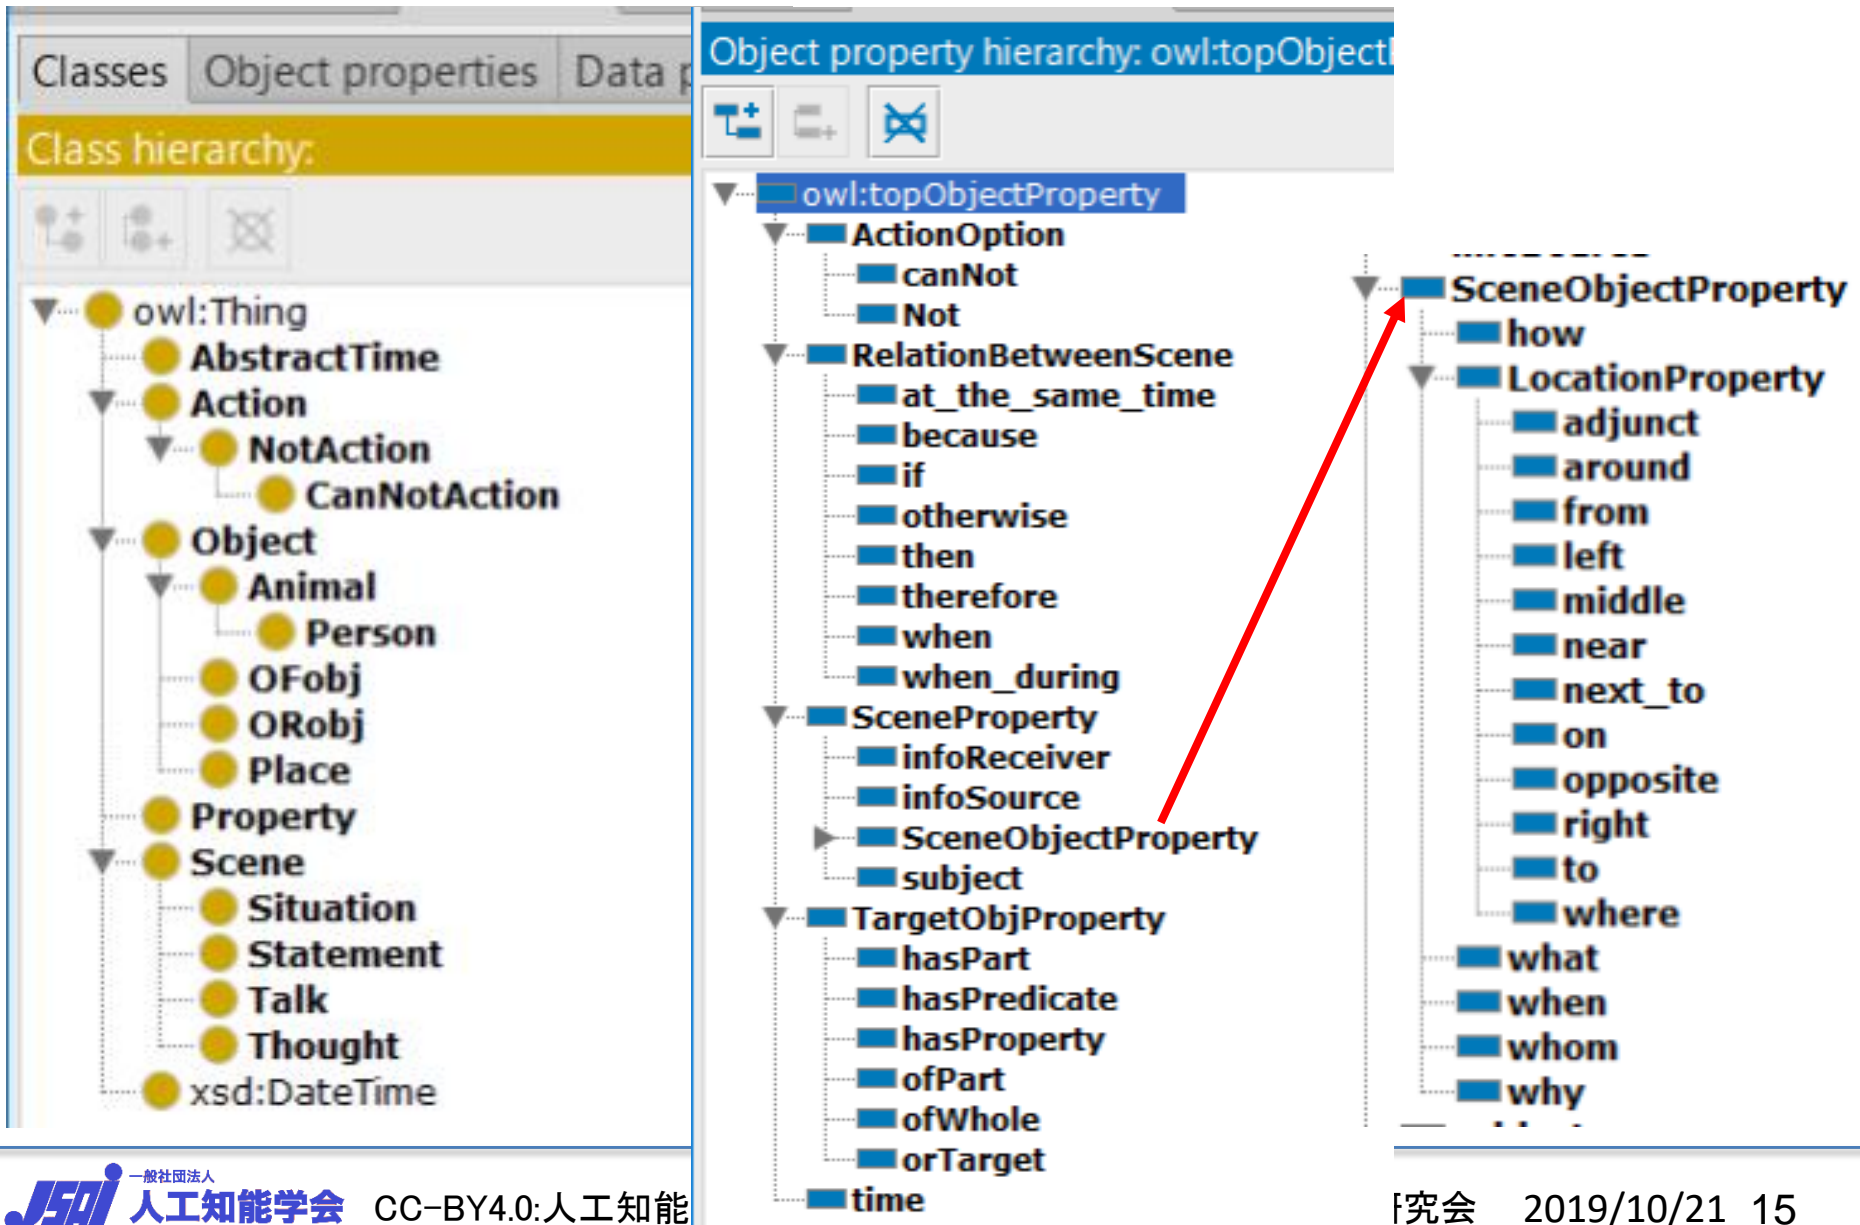 Classes Object properties Data p
Class hierarchy:
owl:Thing
AbstractTime
Action
NotAction
CanNotAction
Object
Animal
Person
OFobj
ORobj
Place
Property
Scene
Situation
Statement
Talk
Thought
xsd:DateTime
Object property hierarchy: owl:topObject
owl:topObjectProperty
ActionOption
canNot
Not
RelationBetweenScene
at_the_same_time
because
if
otherwise
then
therefore
when
when_during
SceneProperty
infoReceiver
infoSource
SceneObjectProperty
subject
TargetObjProperty
hasPart
hasPredicate
hasProperty
ofPart
ofWhole
orTarget
time
SceneObjectProperty
how
LocationProperty
adjunct
around
from
left
middle
near
next_to
on
opposite
right
to
where
what
when
whom
why
JSAI 一般社団法人
人工知能学会 CC-BY4.0:人工知能
究会 2019/10/21 15